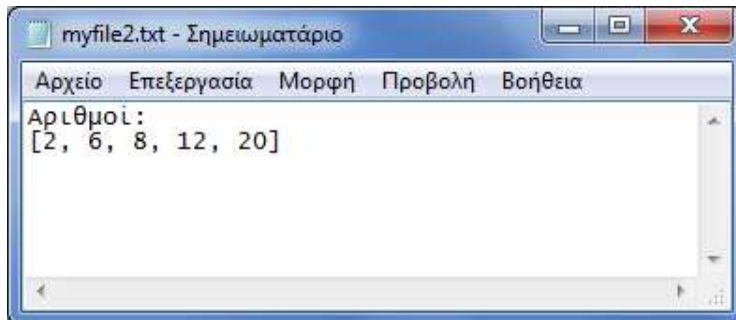 myfile2.txt - Σημειωματάριο
Αρχείο Επεξεργασία Μορφή Προβολή Βοήθεια
Αριθμοί:
[2, 6, 8, 12, 20]